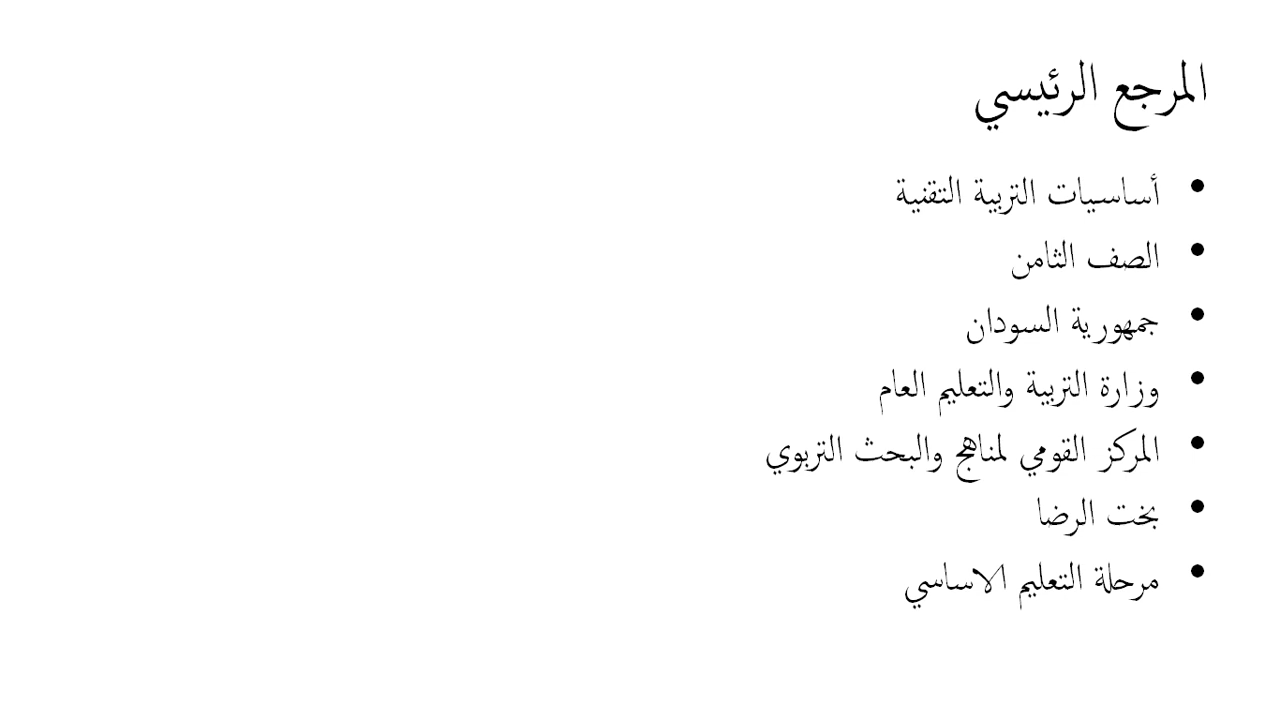 المرجع الرئيسي
• أساسيات التربية التقنية
• الصف الثامن
• جمهورية السودان
• وزارة التربية والتعليم العام
• المركز القومي لمناهج والبحث التربوي
• بخت الرضا
• مرحلة التعليم الاساسي